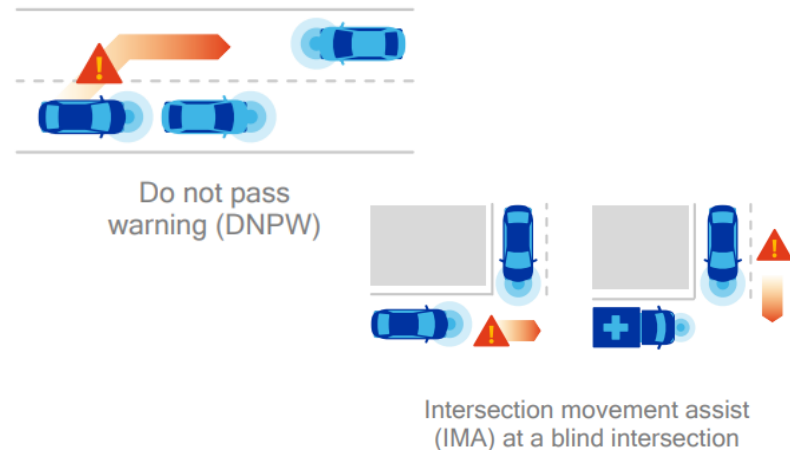 Do not pass
warning (DNPW)
Intersection movement assist
(IMA) at a blind intersection